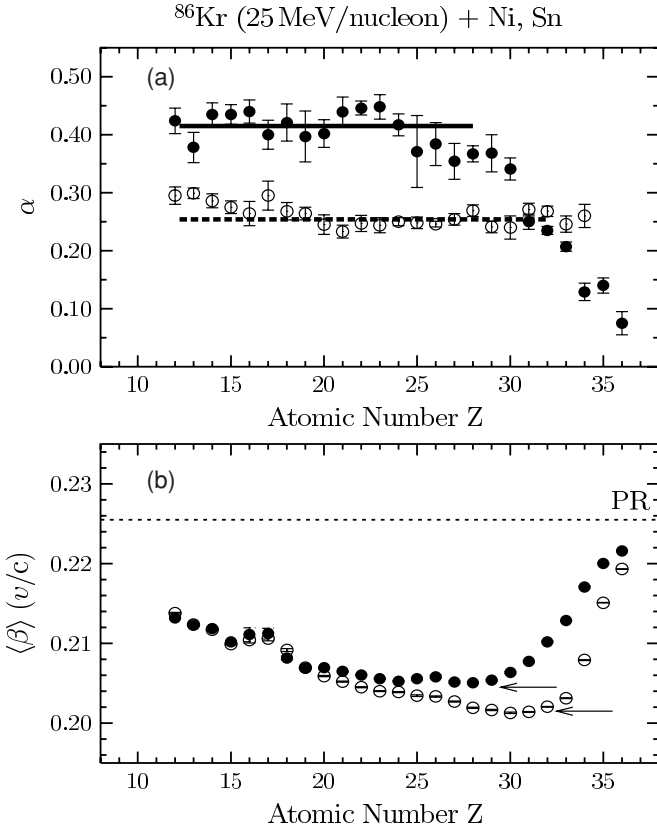 ⁸⁶Kr (25 MeV/nucleon) + Ni, Sn
(a)
0.50
0.40
0.30
0.20
0.10
0.00
α
10 15 20 25 30 35
Atomic Number Z
(b)
PR
0.23
0.22
0.21
0.20
⟨β⟩ (v/c)
10 15 20 25 30 35
Atomic Number Z